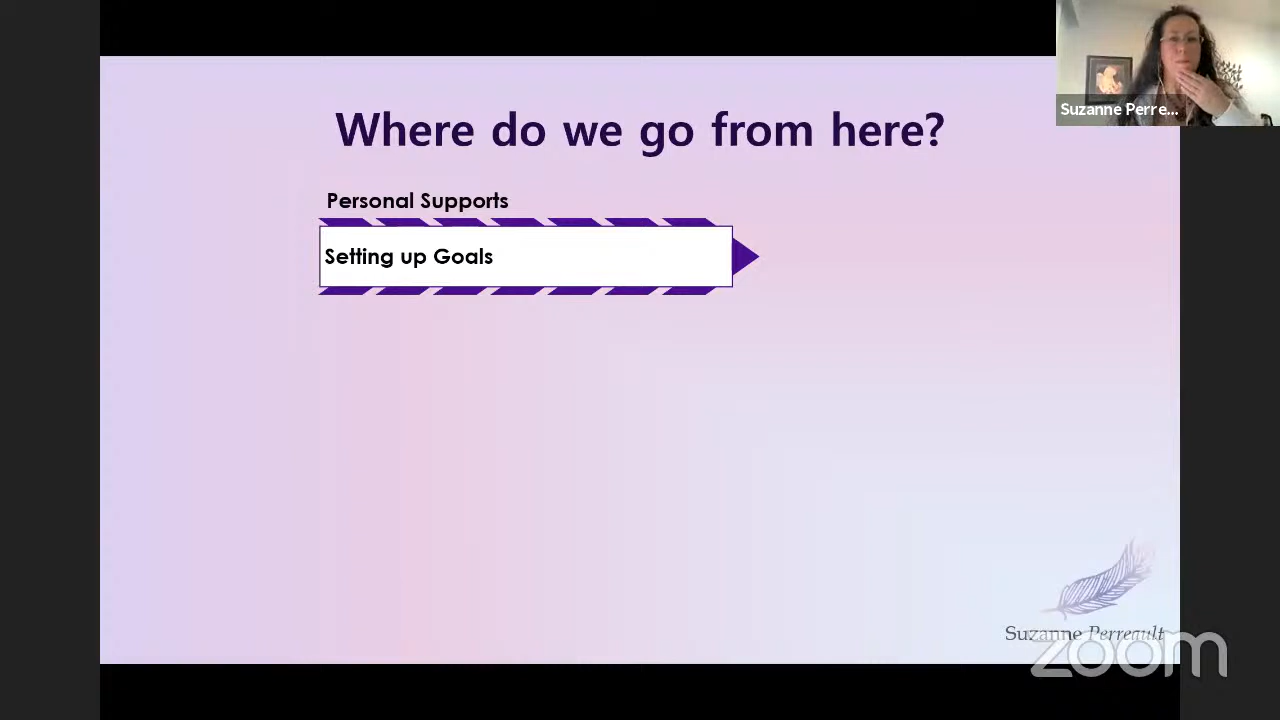 Where do we go from here?
Suzanne Perre...
Personal Supports
Setting up Goals
Suzanne Perreault
zoom